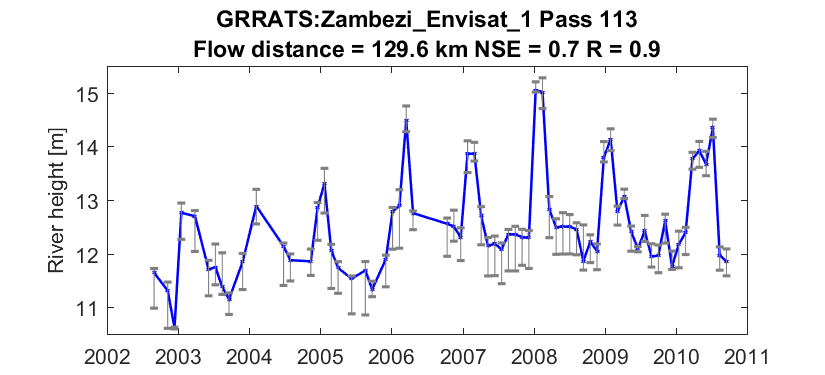 GRRATS:Zambezi_Envisat_1 Pass 113
Flow distance = 129.6 km NSE = 0.7 R = 0.9
River height [m]
15
14
13
12
11
2002 2003 2004 2005 2006 2007 2008 2009 2010 2011